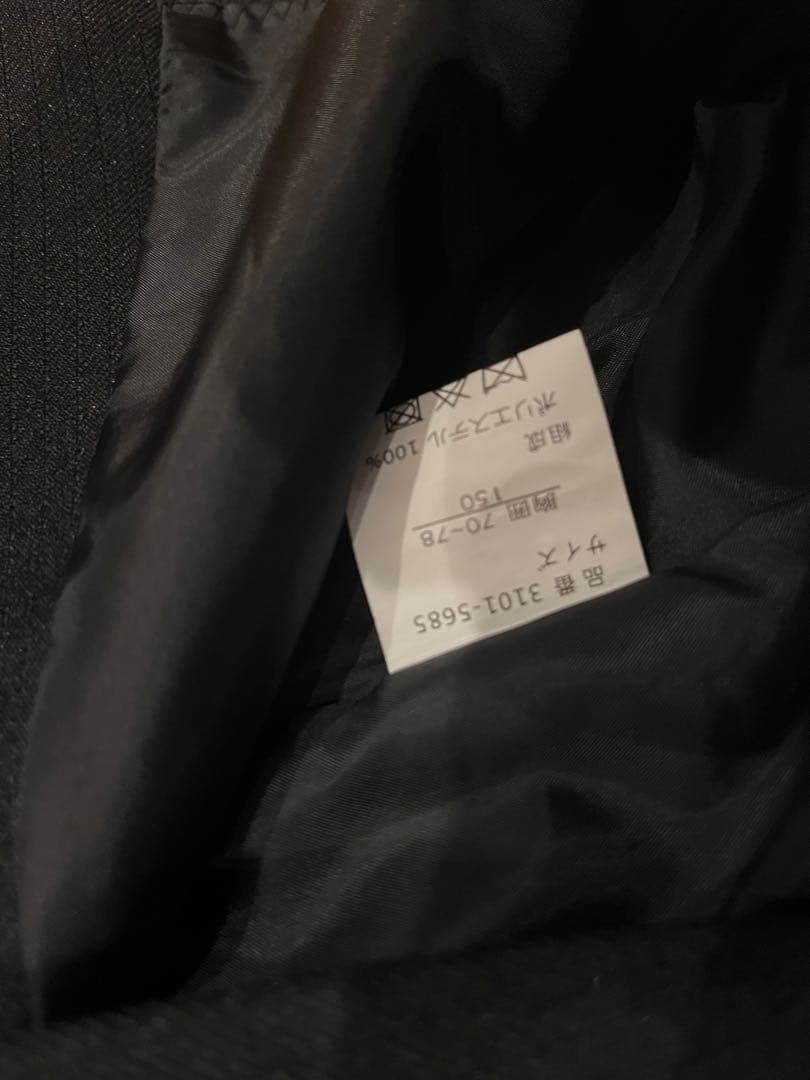 品番 3101-5685
サイズ
胸囲 70~78
150
組成
ポリエステル 100%